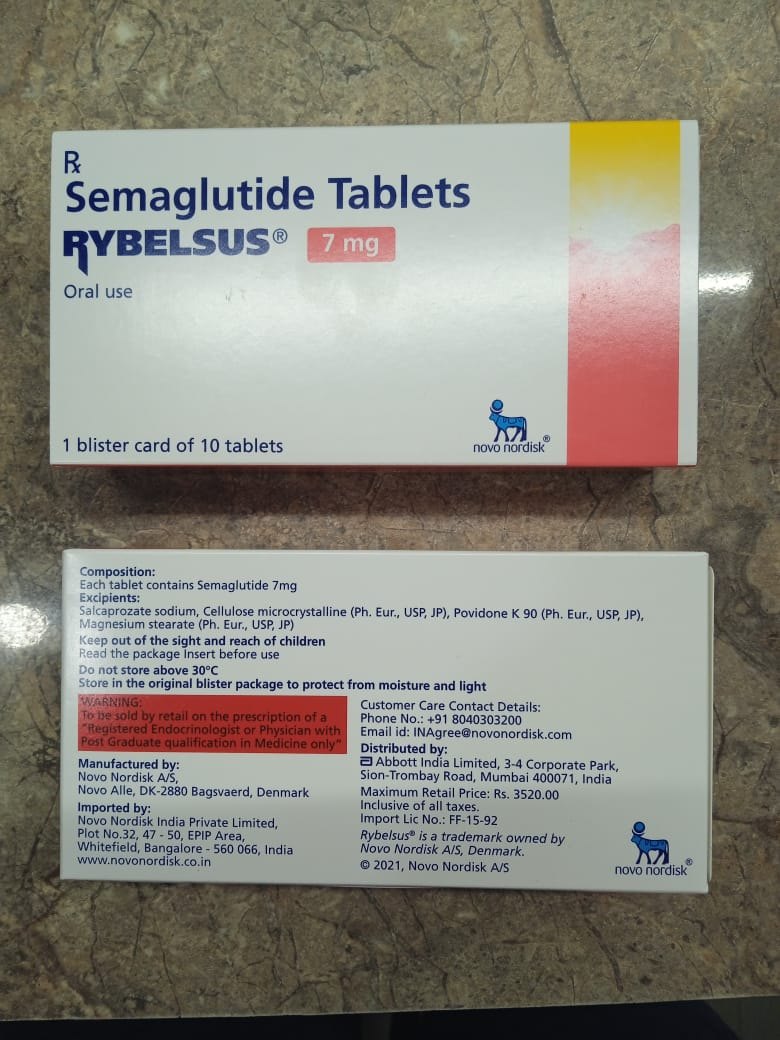 Rx
Semaglutide Tablets
RYBELSUS® 7 mg
Oral use
1 blister card of 10 tablets
novo nordisk®
Composition:
Each tablet contains Semaglutide 7mg
Excipients:
Salcaprozate sodium, Cellulose microcrystalline (Ph. Eur., USP, JP), Povidone K 90 (Ph. Eur., USP, JP),
Magnesium stearate (Ph. Eur., USP, JP)
Keep out of the sight and reach of children
Read the package Insert before use
Do not store above 30°C
Store in the original blister package to protect from moisture and light
WARNING:
To be sold by retail on the prescription of a
"Registered Endocrinologist or Physician with
Post Graduate qualification in Medicine only"
Manufactured by:
Novo Nordisk A/S,
Novo Alle, DK-2880 Bagsvaerd, Denmark
Imported by:
Novo Nordisk India Private Limited,
Plot No.32, 47 - 50, EPIP Area,
Whitefield, Bangalore - 560 066, India
www.novonordisk.co.in
Customer Care Contact Details:
Phone No.: +91 8040303200
Email id: INAgree@novonordisk.com
Distributed by:
Abbott India Limited, 3-4 Corporate Park,
Sion-Trombay Road, Mumbai 400071, India
Maximum Retail Price: Rs. 3520.00
Inclusive of all taxes.
Import Lic No.: FF-15-92
Rybelsus® is a trademark owned by
Novo Nordisk A/S, Denmark.
© 2021, Novo Nordisk A/S
novo nordisk®